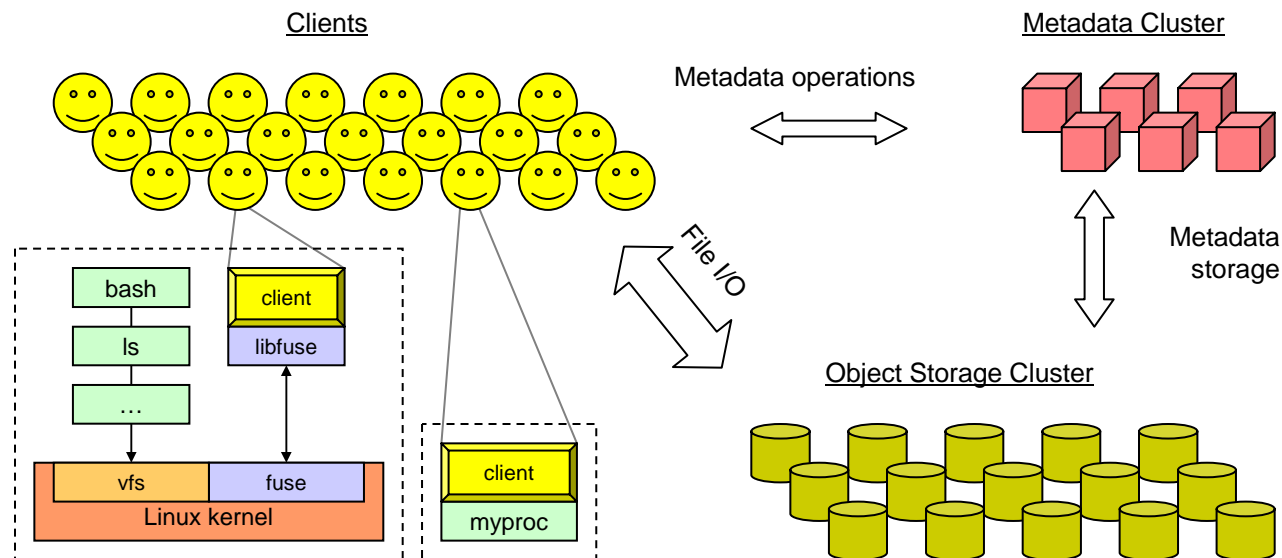 Clients
Metadata Cluster
Metadata operations
File I/O
Metadata
storage
bash
client
ls
libfuse
…
Object Storage Cluster
client
vfs
fuse
Linux kernel
myproc